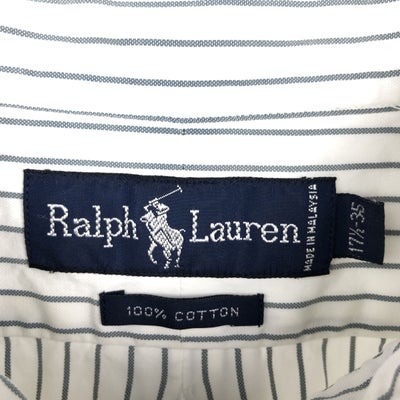 Ralph Lauren
MADE IN MALAYSIA
17½-35
100% COTTON